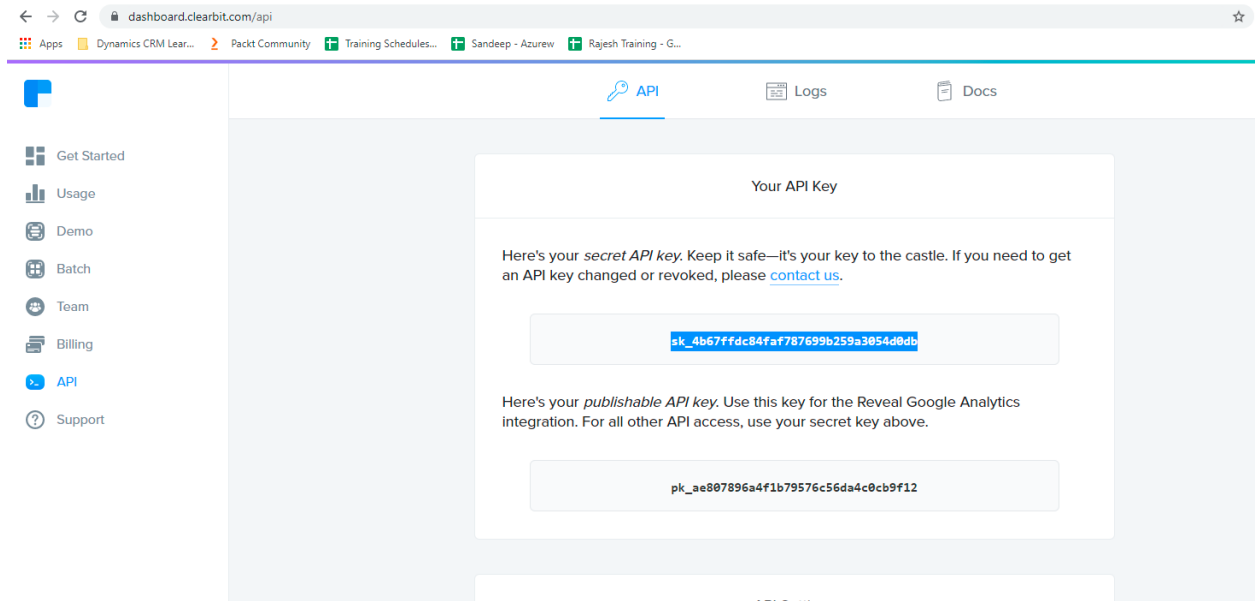 dashboard.clearbit.com/api
Apps Dynamics CRM Lear... Packt Community Training Schedules... Sandeep - Azurew Rajesh Training - G...
API Logs Docs
Get Started
Usage
Demo
Batch
Team
Billing
API
Support
Your API Key
Here's your secret API key. Keep it safe—it's your key to the castle. If you need to get
an API key changed or revoked, please contact us.
sk_4b67ffdc84faf787699b259a3054d0db
Here's your publishable API key. Use this key for the Reveal Google Analytics
integration. For all other API access, use your secret key above.
pk_ae807896a4f1b79576c56da4c0cb9f12